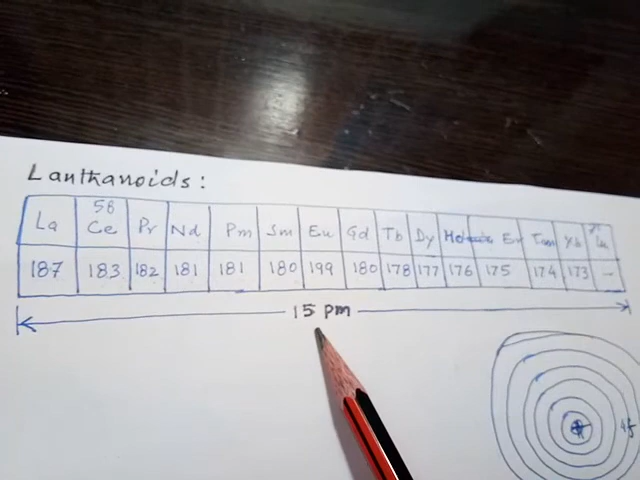 Lanthanoids:
58
La Ce Pr Nd Pm Sm Eu Gd Tb Dy Ho Er Tm Yb Lu
187 183 182 181 181 180 199 180 178 177 176 175 174 173 -
15 pm
4f